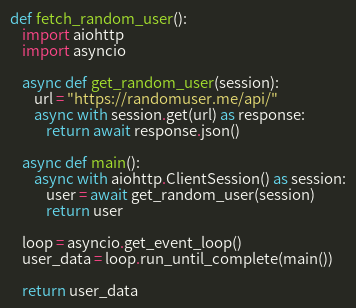 def fetch_random_user():
    import aiohttp
    import asyncio

    async def get_random_user(session):
        url = "https://randomuser.me/api/"
        async with session.get(url) as response:
            return await response.json()

    async def main():
        async with aiohttp.ClientSession() as session:
            user = await get_random_user(session)
            return user

    loop = asyncio.get_event_loop()
    user_data = loop.run_until_complete(main())

    return user_data